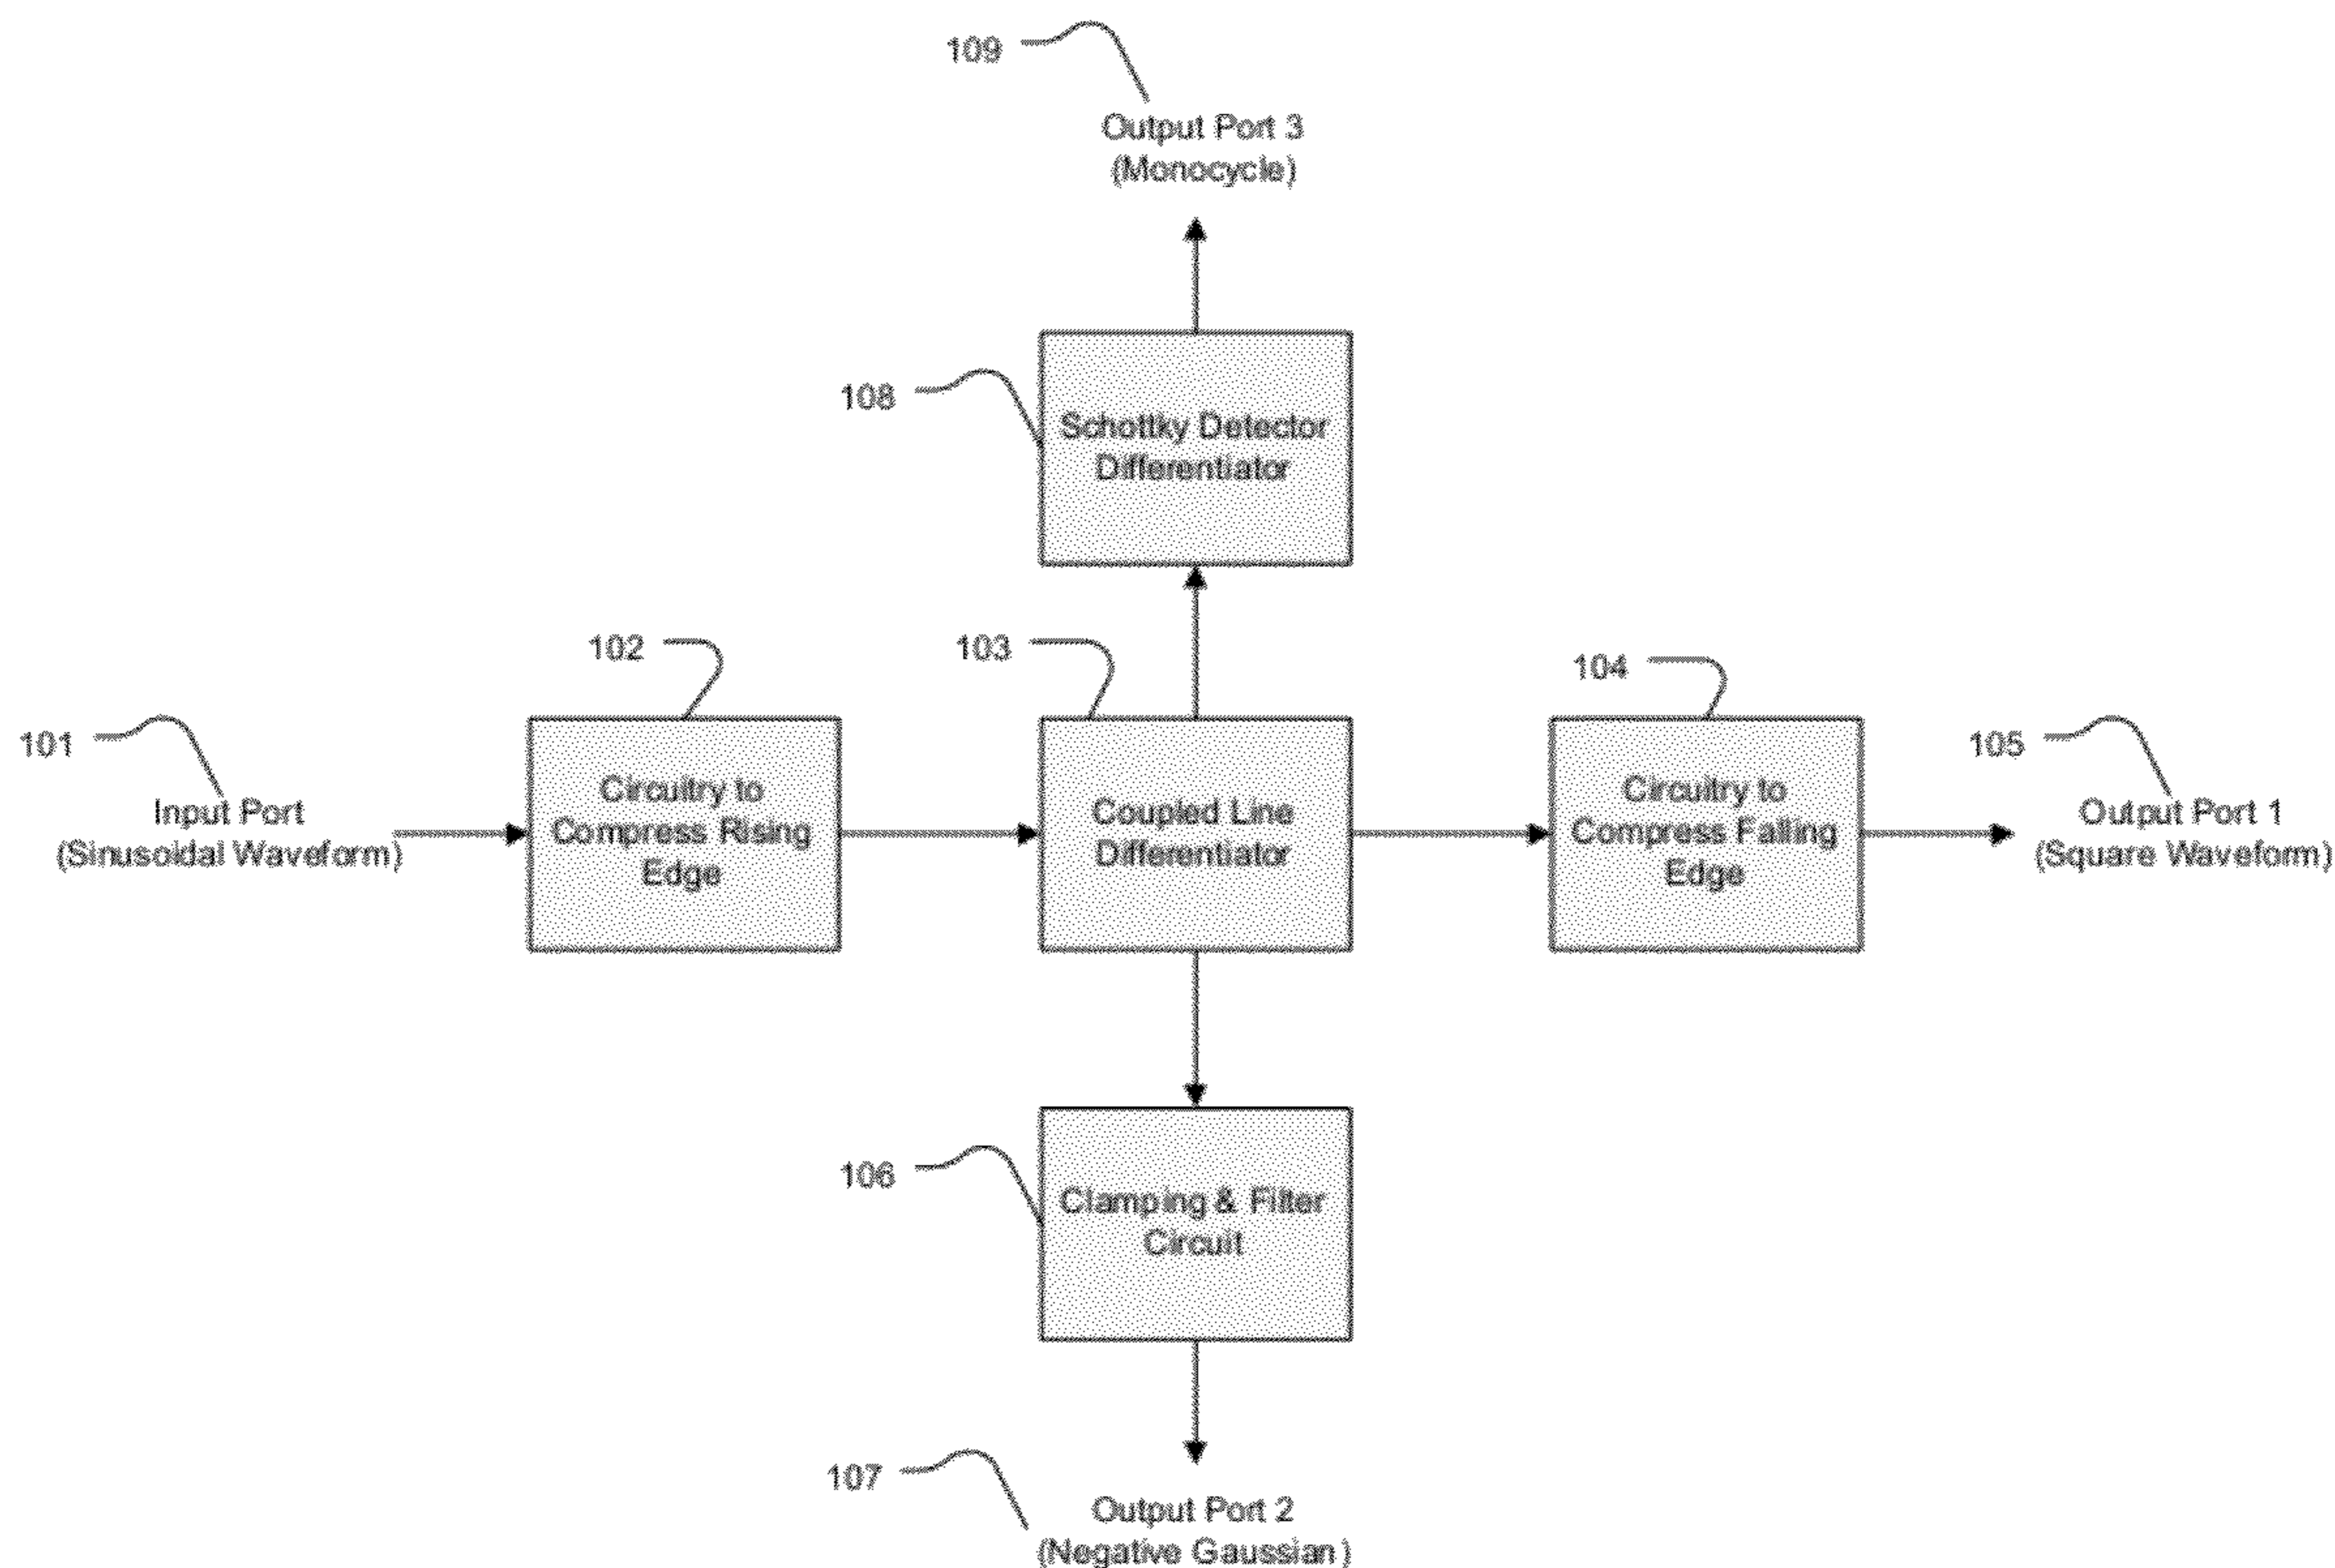 109
Output Port 3
(Monocycle)
108
Schottky Detector
Differentiator
102
103
104
101
105
Input Port
(Sinusoidal Waveform)
Circuitry to
Compress Rising
Edge
Coupled Line
Differentiator
Circuitry to
Compress Falling
Edge
Output Port 1
(Square Waveform)
106
Clamping & Filter
Circuit
107
Output Port 2
(Negative Gaussian)